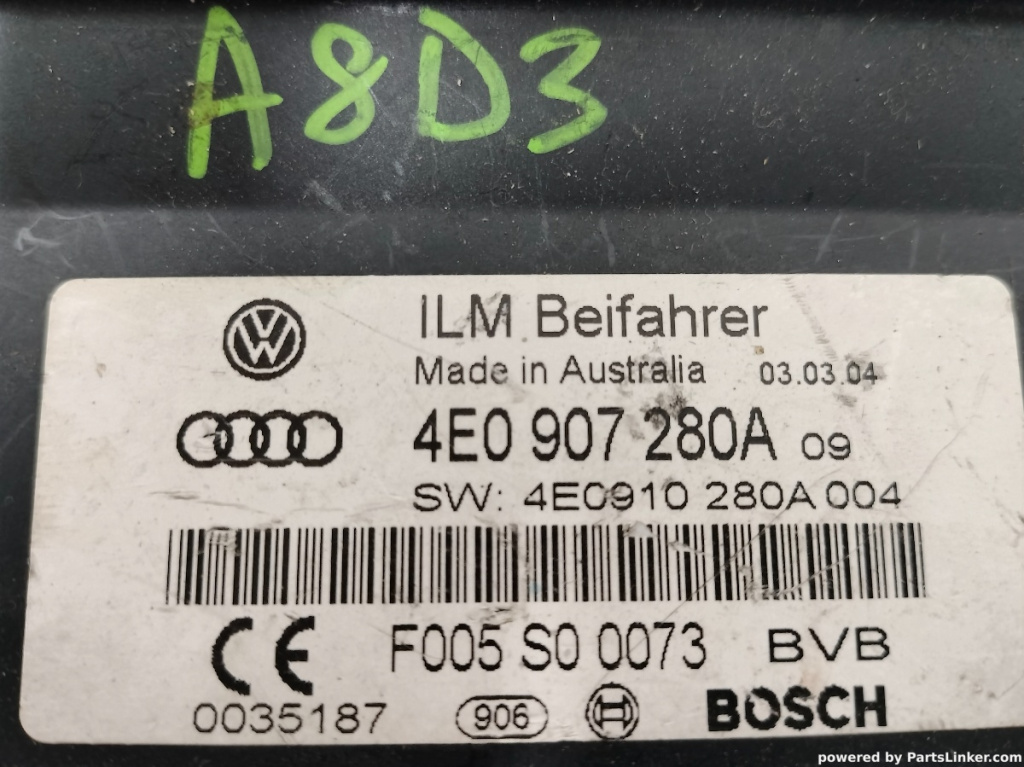 A8D3
ILM Beifahrer
Made in Australia 03.03.04
4E0 907 280A 09
SW: 4E0910 280A 004
CE F005 S0 0073 BVB
0035187 906 BOSCH
powered by PartsLinker.com